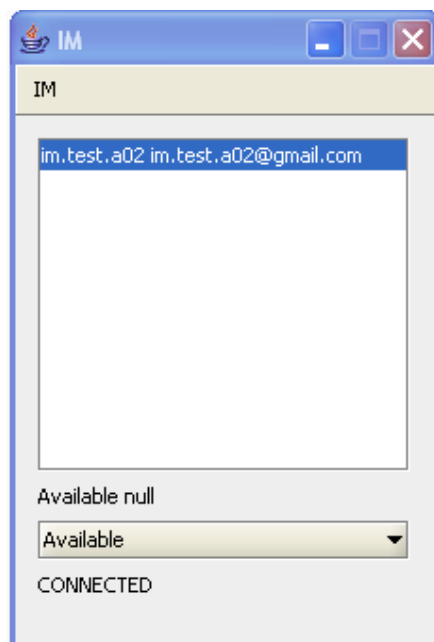 IM
IM
im.test.a02 im.test.a02@gmail.com
Available null
Available
CONNECTED